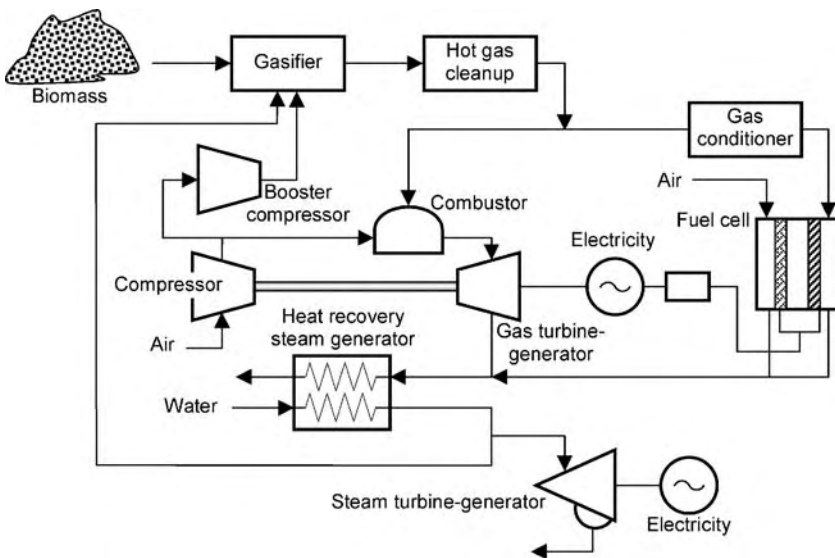 Biomass
Gasifier
Hot gas
cleanup
Gas
conditioner
Booster
compressor
Combustor
Air
Fuel cell
Electricity
Compressor
Air
Heat recovery
steam generator
Gas turbine-
generator
Water
Steam turbine-generator
Electricity